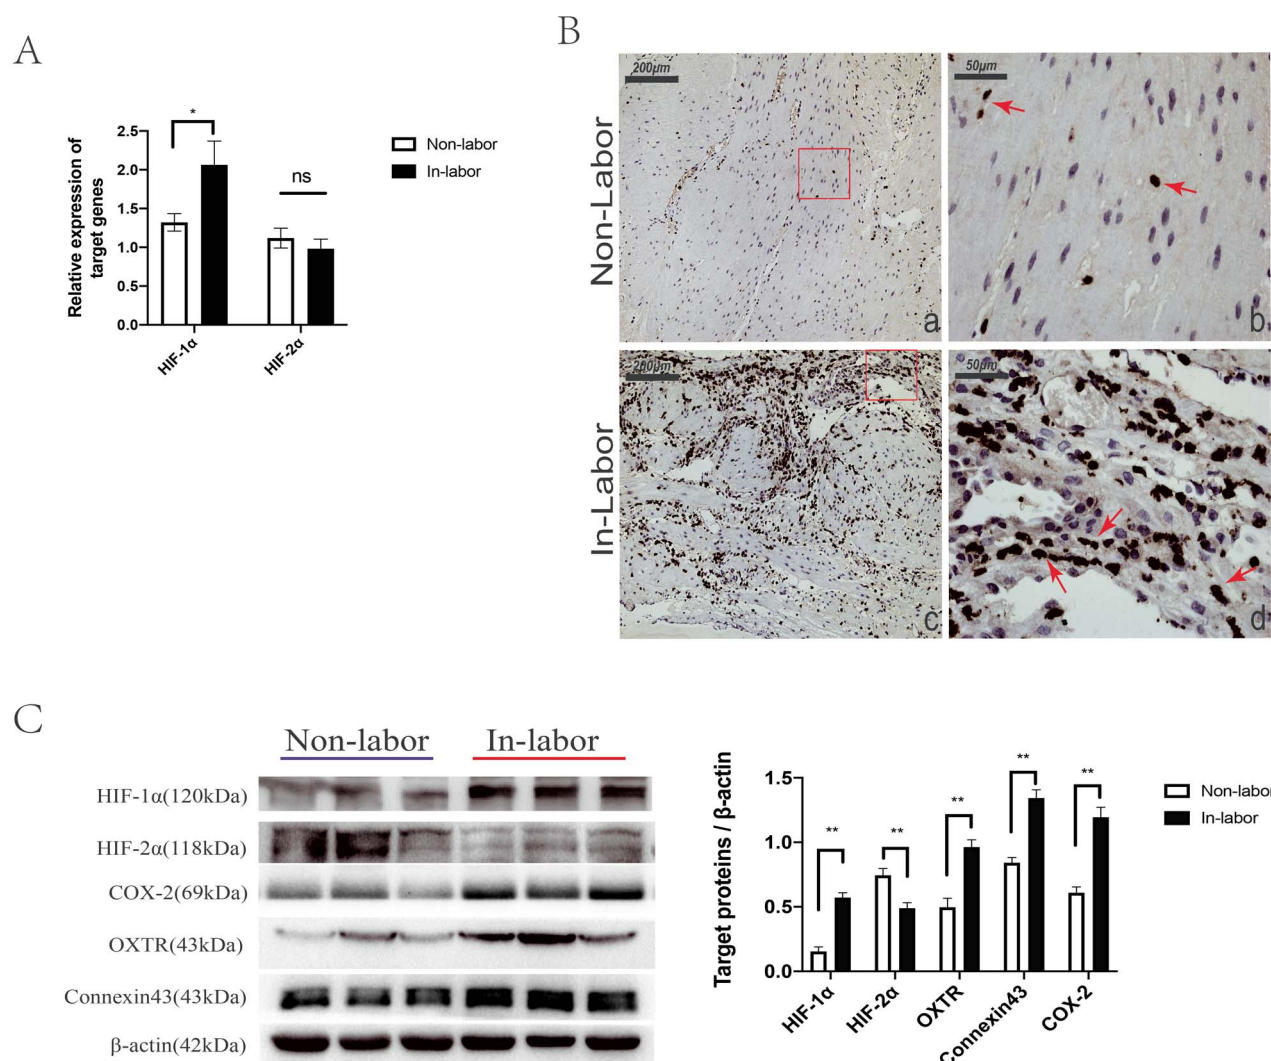 A
*
ns
2.5
2.0
1.5
1.0
0.5
0.0
Relative expression of
target genes
HIF-1α
HIF-2α
Non-labor
In-labor
B
Non-Labor
In-Labor
200μm
a
50μm
b
200μm
c
50μm
d
C
Non-labor
In-labor
HIF-1α(120kDa)
HIF-2α(118kDa)
COX-2(69kDa)
OXTR(43kDa)
Connexin43(43kDa)
β-actin(42kDa)
Target proteins / β-actin
1.5
1.0
0.5
0.0
**
**
**
**
**
HIF-1α
HIF-2α
OXTR
Connexin43
COX-2
Non-labor
In-labor